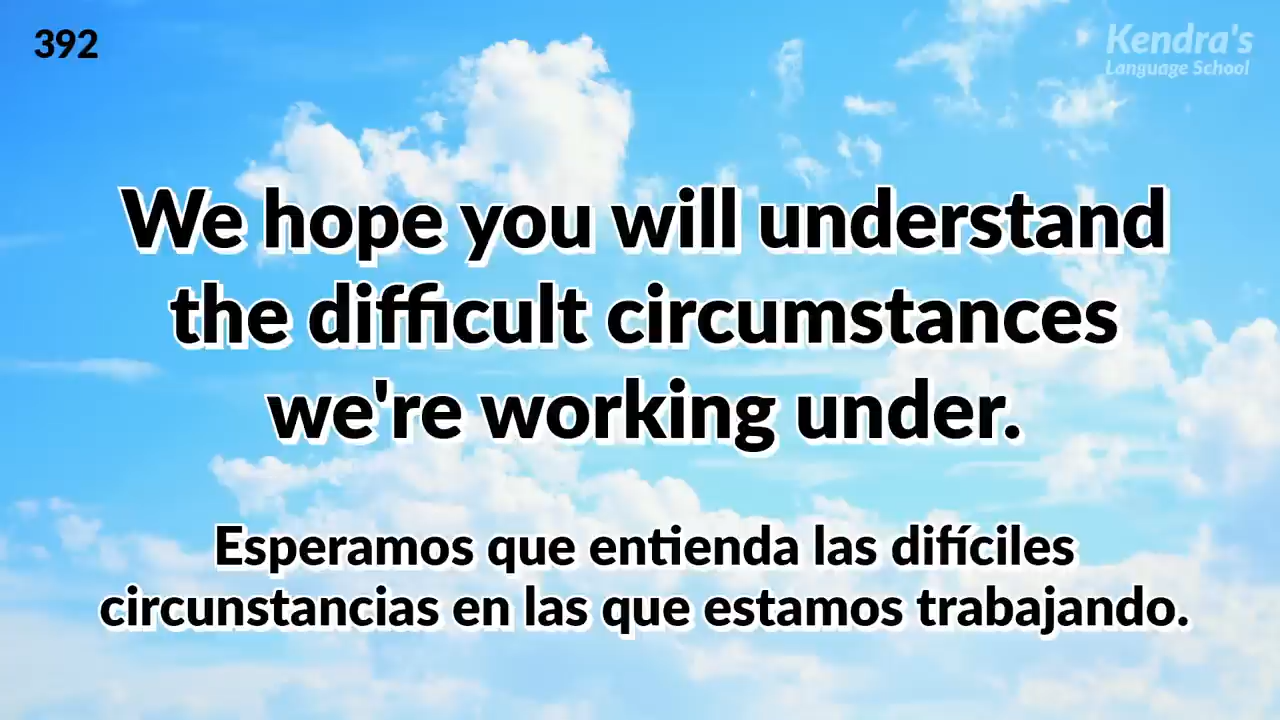 392
Kendra's
Language School
We hope you will understand
the difficult circumstances
we're working under.
Esperamos que entienda las difíciles
circunstancias en las que estamos trabajando.